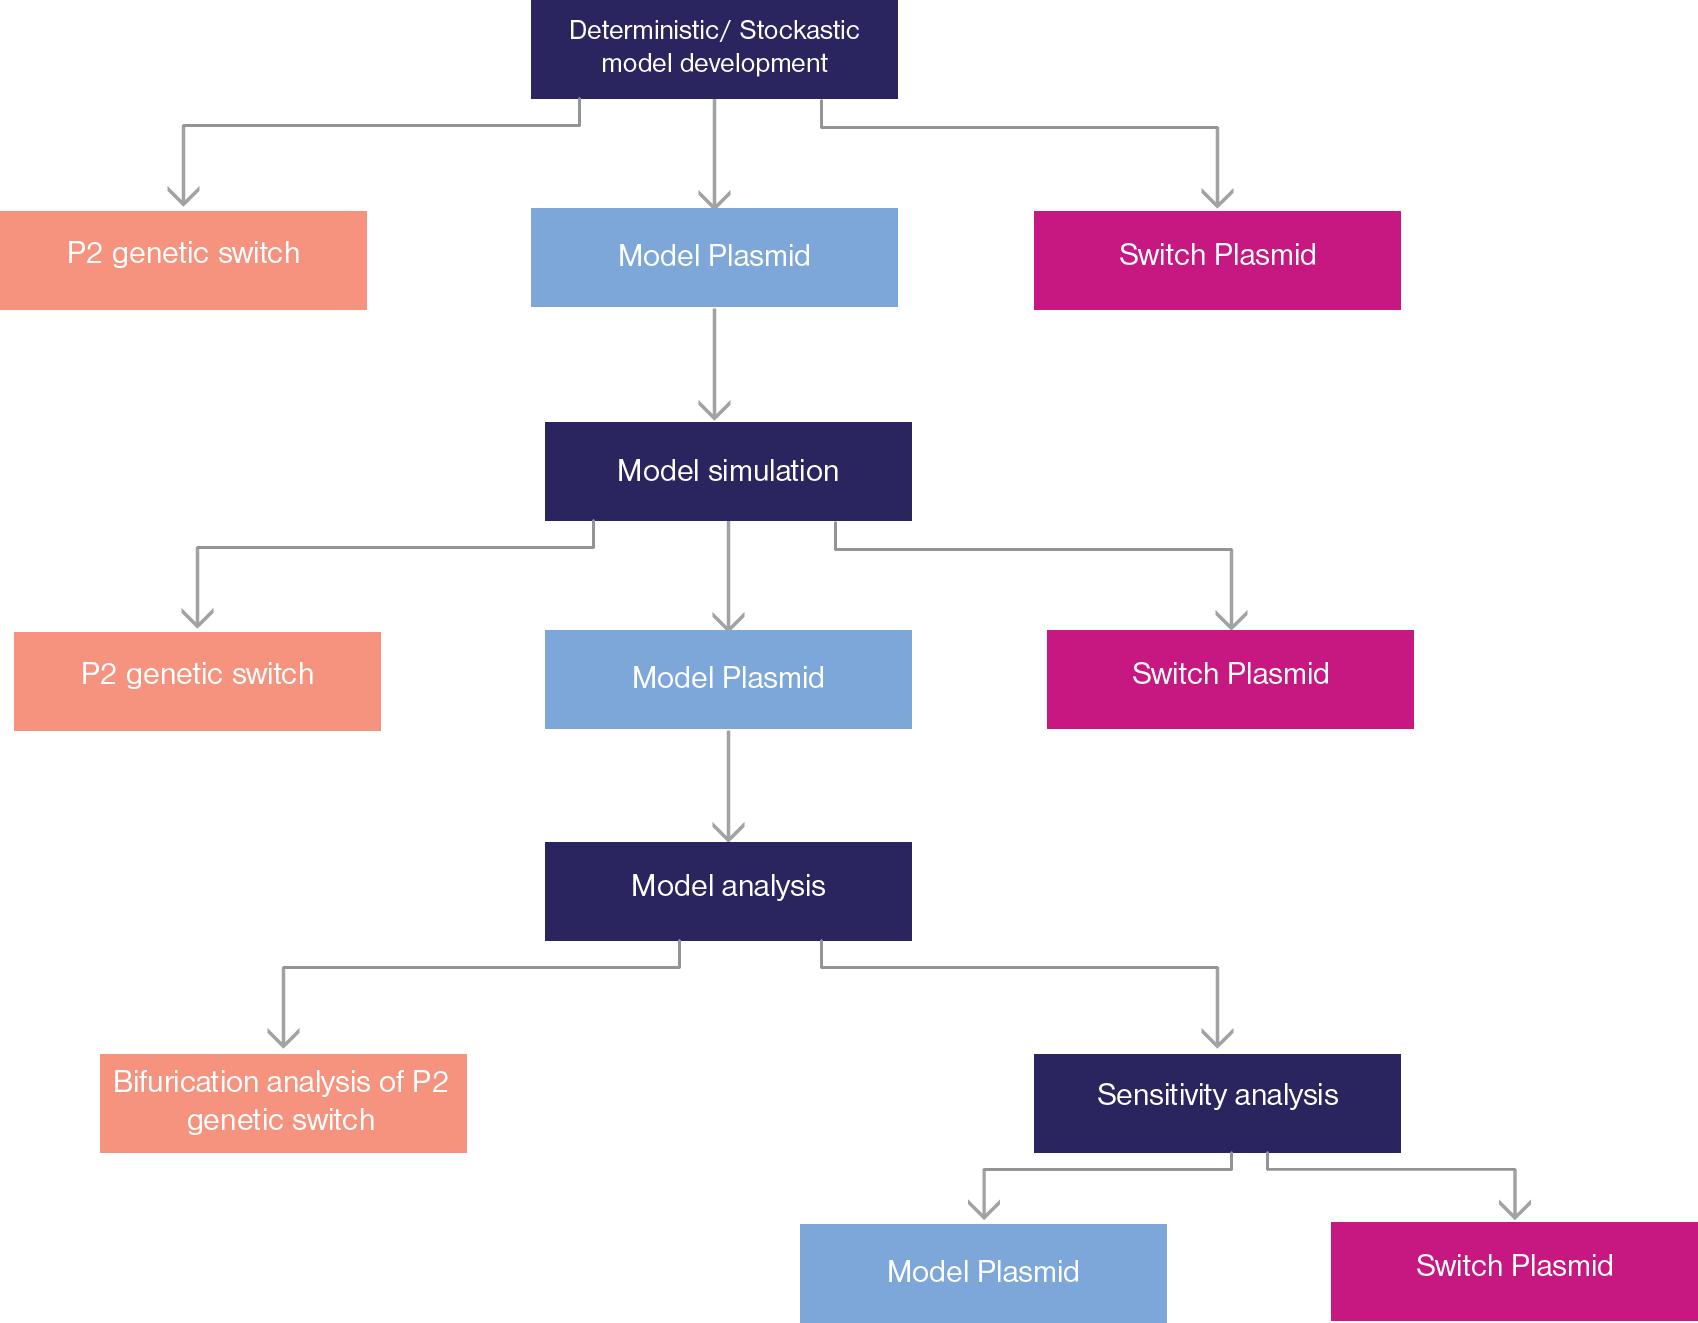 Deterministic/ Stockastic
model development
P2 genetic switch
Model Plasmid
Switch Plasmid
Model simulation
P2 genetic switch
Model Plasmid
Switch Plasmid
Model analysis
Bifurication analysis of P2
genetic switch
Sensitivity analysis
Model Plasmid
Switch Plasmid